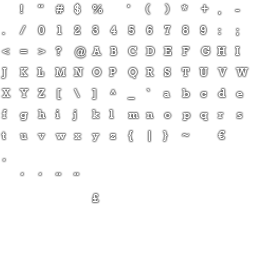 ! " # $ % ' ( ) * + , -
. / 0 1 2 3 4 5 6 7 8 9 : ;
< = > ? @ A B C D E F G H I
J K L M N O P Q R S T U V W
X Y Z [ \ ] ^ _ ` a b c d e
f g h i j k l m n o p q r s
t u v w x y z { | } ~ €
£